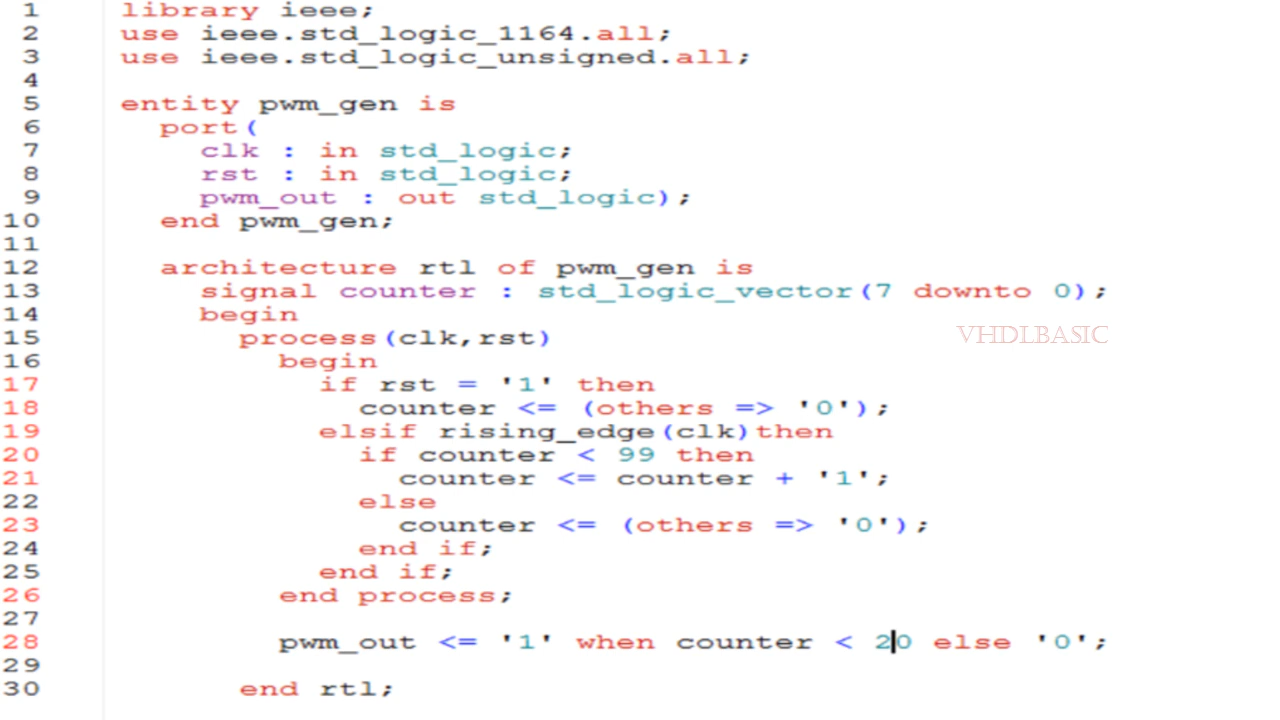 1 library ieee;
2 use ieee.std_logic_1164.all;
3 use ieee.std_logic_unsigned.all;
4
5 entity pwm_gen is
6 port(
7 clk : in std_logic;
8 rst : in std_logic;
9 pwm_out : out std_logic);
10 end pwm_gen;
11
12 architecture rtl of pwm_gen is
13 signal counter : std_logic_vector(7 downto 0);
14 begin
15 process(clk,rst)
VHDLBASIC
16 begin
17 if rst = '1' then
18 counter <= (others => '0');
19 elsif rising_edge(clk)then
20 if counter < 99 then
21 counter <= counter + '1';
22 else
23 counter <= (others => '0');
24 end if;
25 end if;
26 end process;
27
28 pwm_out <= '1' when counter < 20 else '0';
29
30 end rtl;